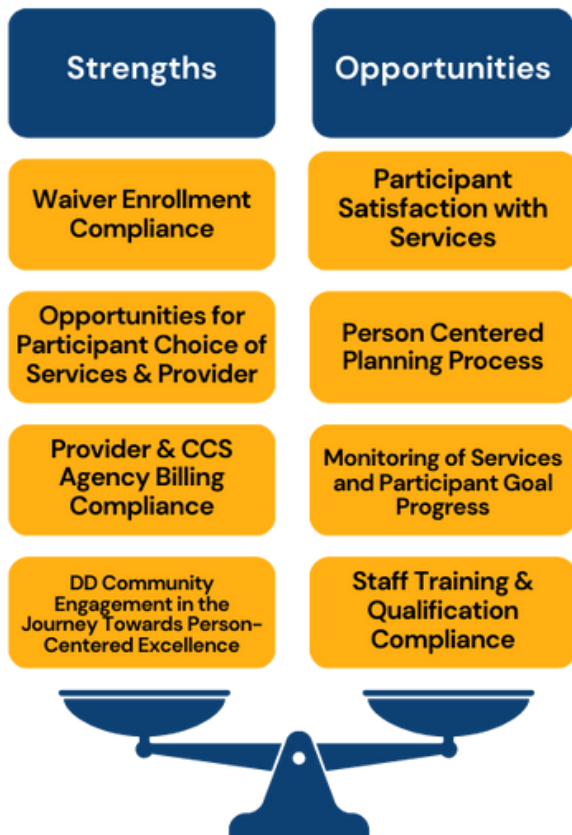 Strengths
Opportunities
Waiver Enrollment
Compliance
Participant
Satisfaction with
Services
Opportunities for
Participant Choice of
Services & Provider
Person Centered
Planning Process
Provider & CCS
Agency Billing
Compliance
Monitoring of Services
and Participant Goal
Progress
DD Community
Engagement in the
Journey Towards Person-
Centered Excellence
Staff Training &
Qualification
Compliance